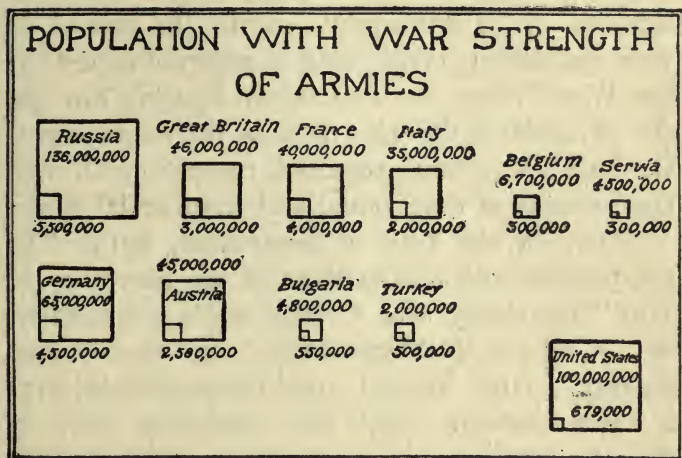 POPULATION WITH WAR STRENGTH
OF ARMIES
Russia
136,000,000
5,500,000
Great Britain
46,000,000
3,000,000
France
40,000,000
4,000,000
Italy
35,000,000
2,000,000
Belgium
6,700,000
300,000
Servia
4500,000
300,000
Germany
65,000,000
4,500,000
45,000,000
Austria
2,580,000
Bulgaria
4,800,000
550,000
Turkey
2,000,000
500,000
United States
100,000,000
679,000